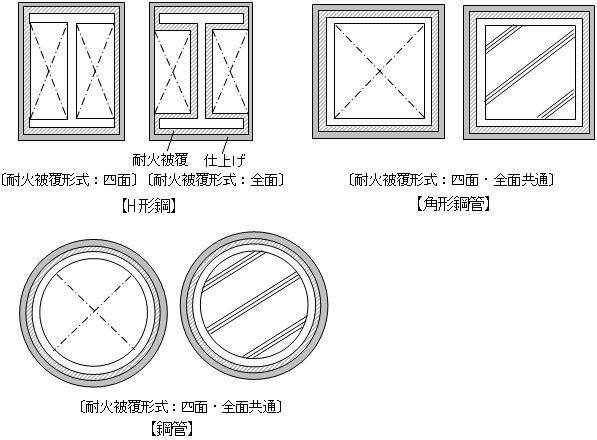 耐火被覆 仕上げ
〔耐火被覆形式：四面〕〔耐火被覆形式：全面〕
【H形鋼】
〔耐火被覆形式：四面・全面共通〕
【角形鋼管】
〔耐火被覆形式：四面・全面共通〕
【鋼管】